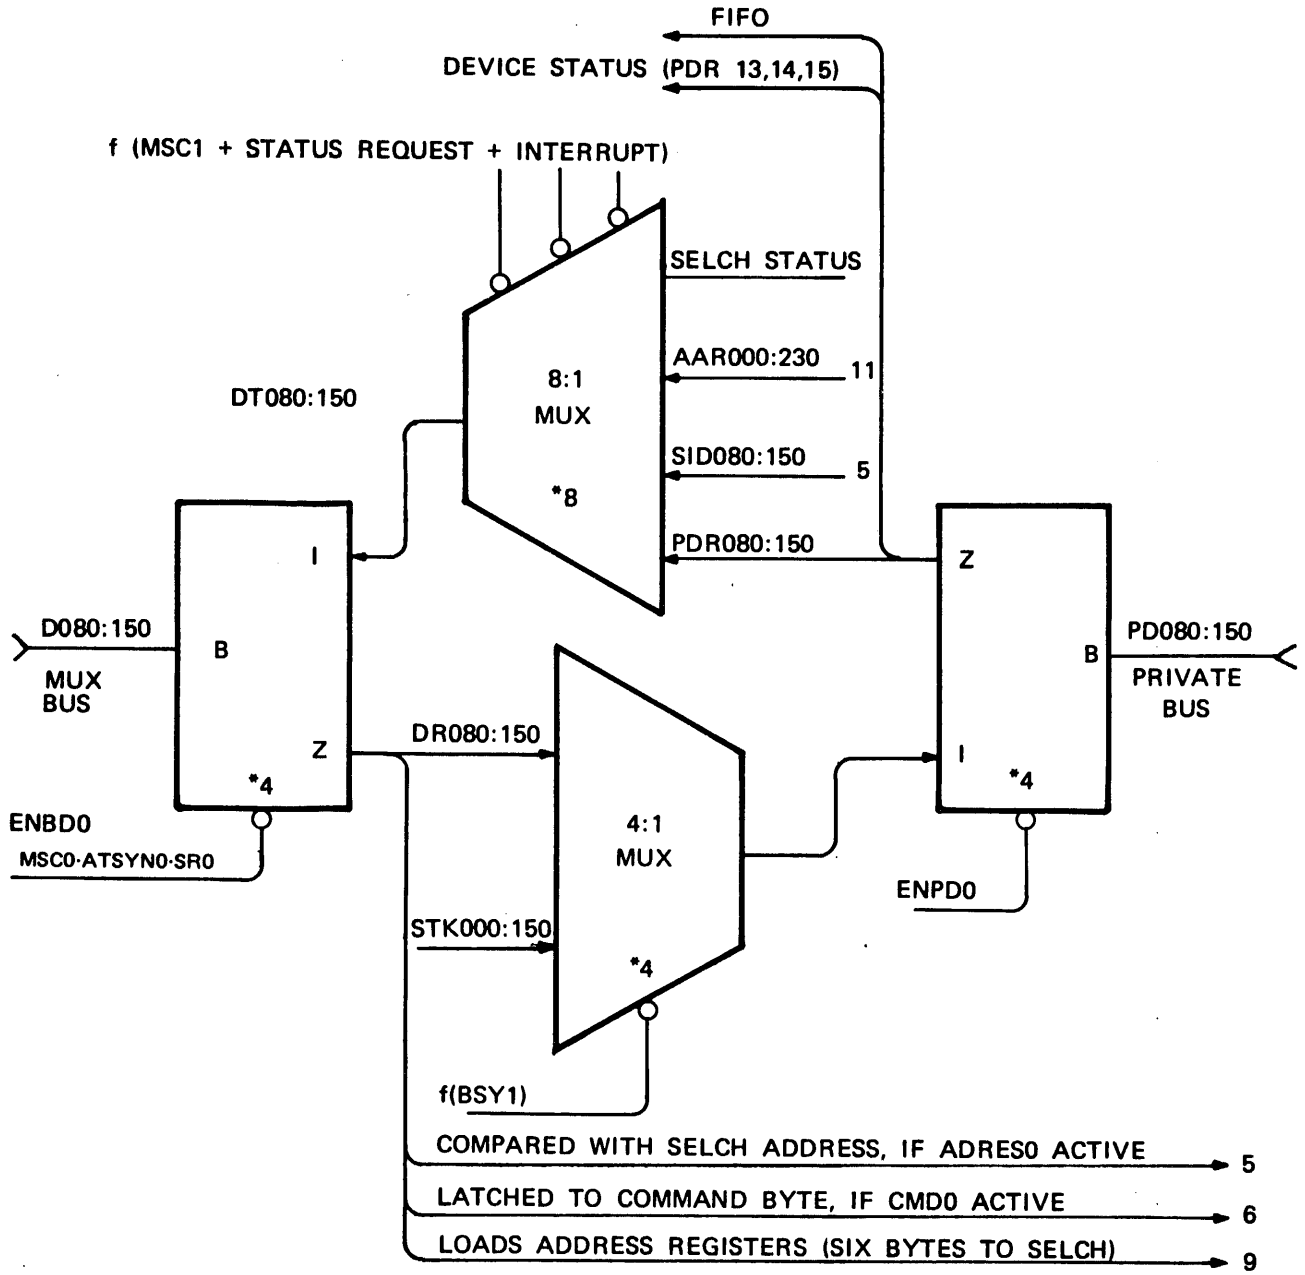 FIFO
DEVICE STATUS (PDR 13,14,15)
f (MSC1 + STATUS REQUEST + INTERRUPT)
SELCH STATUS
AAR000:230
11
8:1
MUX
DT080:150
SID080:150
5
*8
PDR080:150
I
Z
D080:150
B
MUX
BUS
PD080:150
B
PRIVATE
BUS
DR080:150
Z
I
*4
*4
ENBD0
MSC0·ATSYN0·SR0
4:1
MUX
ENPD0
STK000:150
*4
f(BSY1)
COMPARED WITH SELCH ADDRESS, IF ADRES0 ACTIVE
5
LATCHED TO COMMAND BYTE, IF CMD0 ACTIVE
6
LOADS ADDRESS REGISTERS (SIX BYTES TO SELCH)
9